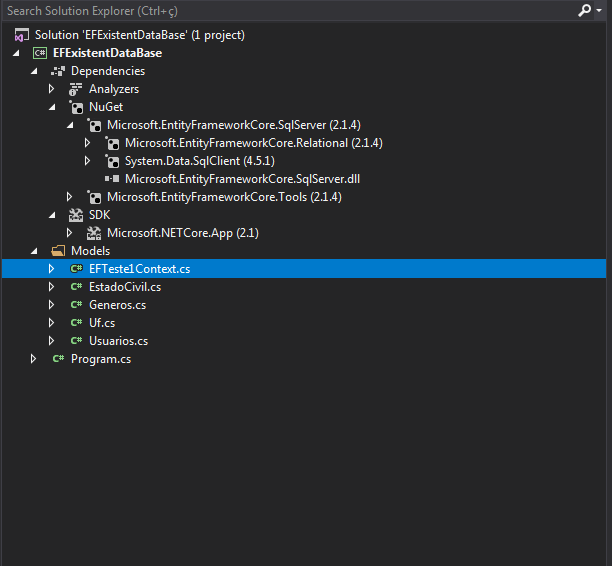 Search Solution Explorer (Ctrl+ç)
Solution 'EFExistentDataBase' (1 project)
C# EFExistentDataBase
Dependencies
Analyzers
NuGet
Microsoft.EntityFrameworkCore.SqlServer (2.1.4)
Microsoft.EntityFrameworkCore.Relational (2.1.4)
System.Data.SqlClient (4.5.1)
Microsoft.EntityFrameworkCore.SqlServer.dll
Microsoft.EntityFrameworkCore.Tools (2.1.4)
SDK
Microsoft.NETCore.App (2.1)
Models
C# EFTeste1Context.cs
C# EstadoCivil.cs
C# Generos.cs
C# Uf.cs
C# Usuarios.cs
C# Program.cs